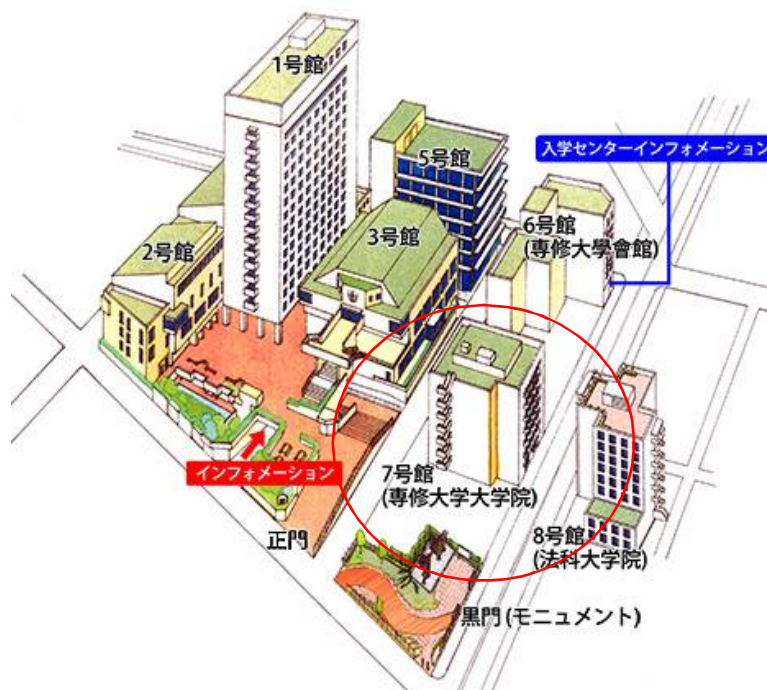 1号館
5号館
入学センターインフォメーション
2号館
3号館
6号館
(専修大學會館)
インフォメーション
7号館
(専修大学大学院)
正門
8号館
(法科大学院)
黒門(モニュメント)